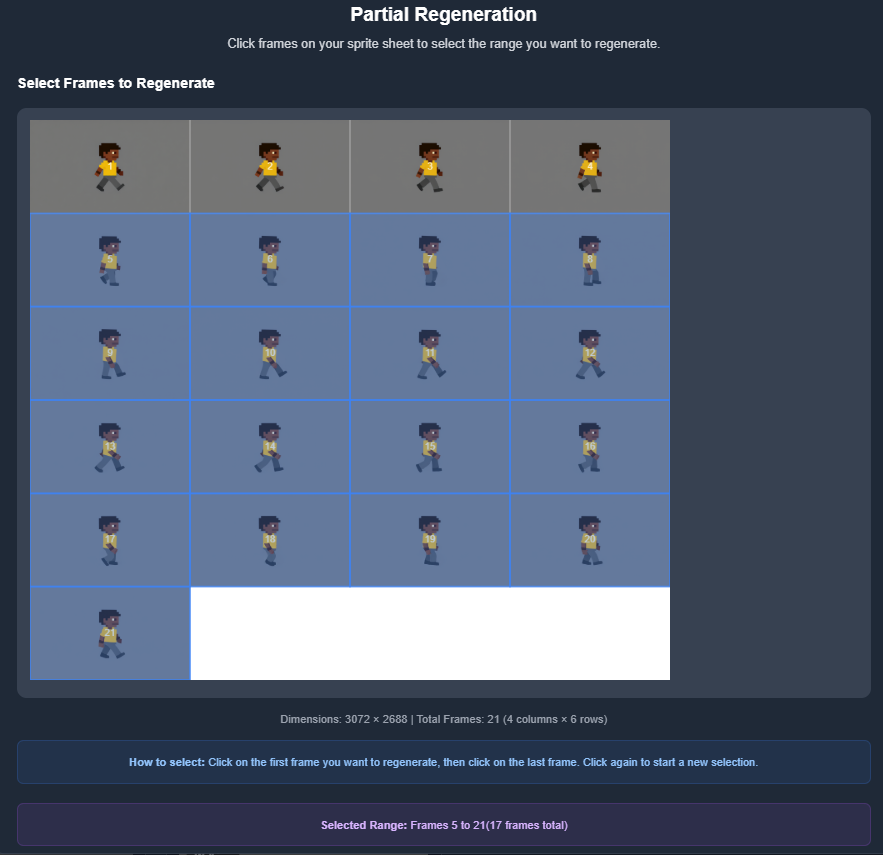 Partial Regeneration
Click frames on your sprite sheet to select the range you want to regenerate.
Select Frames to Regenerate
1 2 3 4
5 6 7 8
9 10 11 12
13 14 15 16
17 18 19 20
21
Dimensions: 3072 × 2688 | Total Frames: 21 (4 columns × 6 rows)
How to select: Click on the first frame you want to regenerate, then click on the last frame. Click again to start a new selection.
Selected Range: Frames 5 to 21(17 frames total)